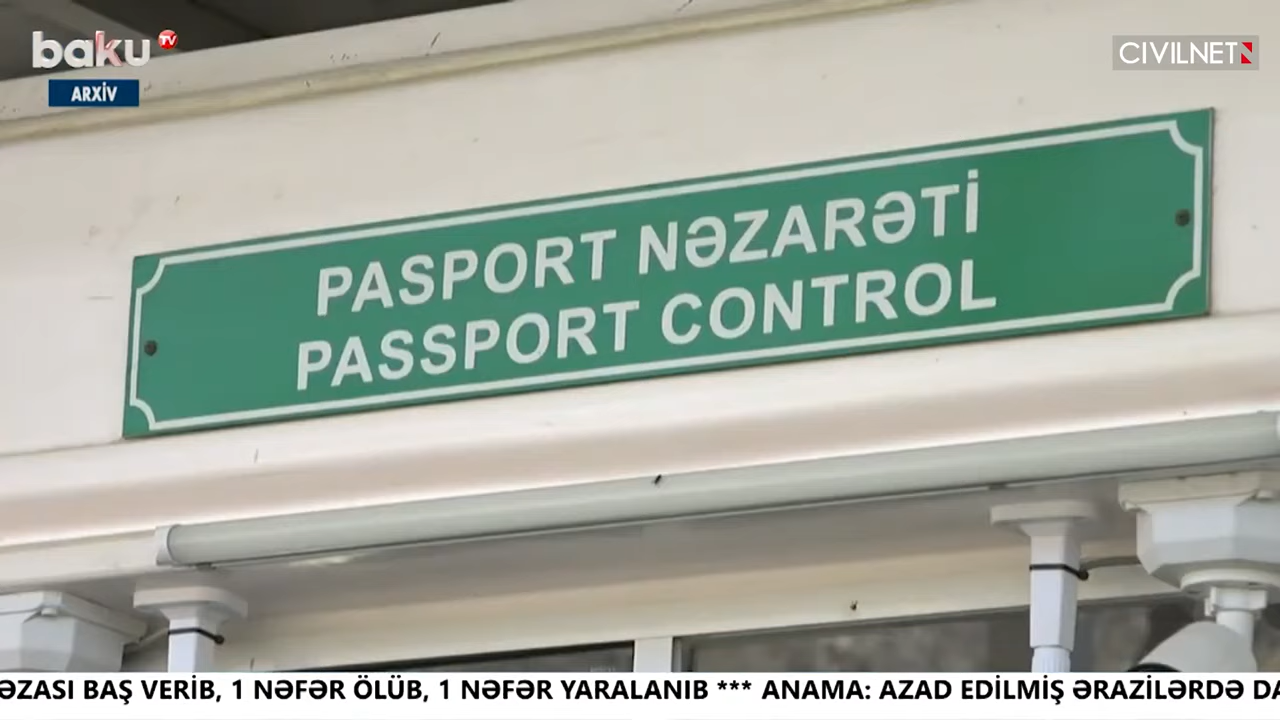 baku TV
ARXİV
CIVILNET
PASPORT NƏZARƏTİ
PASSPORT CONTROL
ƏZASI BAŞ VERİB, 1 NƏFƏR ÖLÜB, 1 NƏFƏR YARALANIB *** ANAMA: AZAD EDİLMİŞ ƏRAZİLƏRDƏ DA